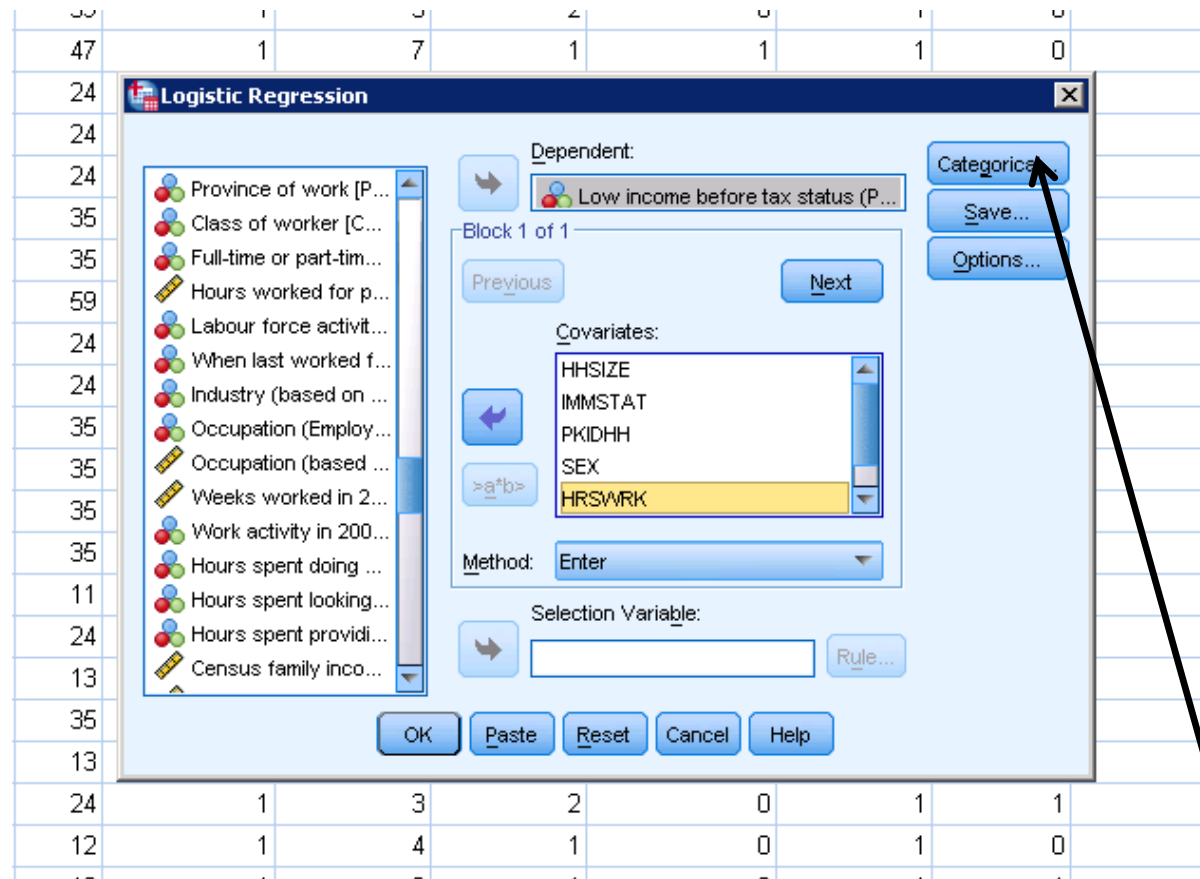 47 1 7 1 1 1 0
24
Logistic Regression
24
24
35
35
59
24
24
35
35
35
35
11
24
13
35
13
Province of work [P...
Class of worker [C...
Full-time or part-tim...
Hours worked for p...
Labour force activit...
When last worked f...
Industry (based on ...
Occupation (Employ...
Occupation (based ...
Weeks worked in 2...
Work activity in 200...
Hours spent doing ...
Hours spent looking...
Hours spent providi...
Census family inco...
Dependent:
Low income before tax status (P...
Block 1 of 1
Previous
Next
Covariates:
HHSIZE
IMMSTAT
PKIDHH
SEX
HRSWRK
>a*b>
Method:
Enter
Selection Variable:
Rule...
Categorica...
Save...
Options...
OK
Paste
Reset
Cancel
Help
24 1 3 2 0 1 1
12 1 4 1 0 1 0